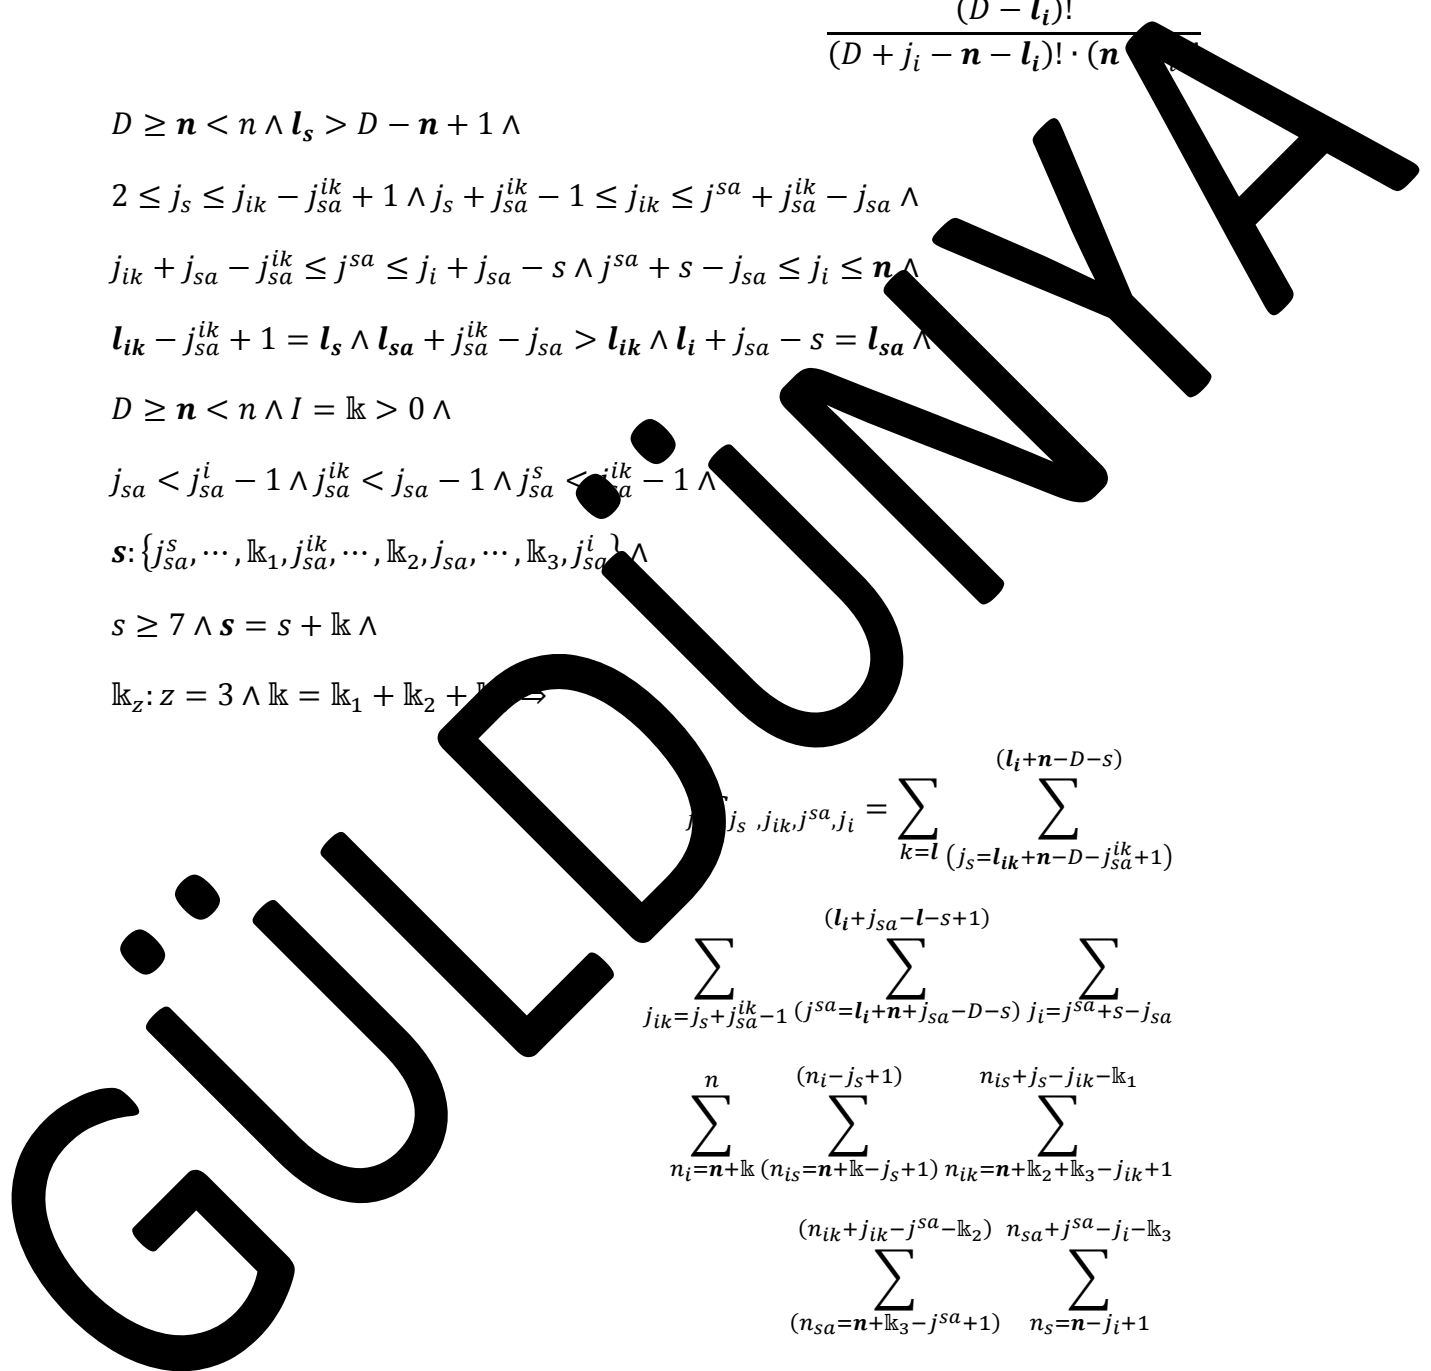 (D − l_i)!
(D + j_i − n − l_i)! · (n
D ≥ n < n ∧ l_s > D − n + 1 ∧
2 ≤ j_s ≤ j_ik − j_sa^ik + 1 ∧ j_s + j_sa^ik − 1 ≤ j_ik ≤ j^sa + j_sa^ik − j_sa ∧
j_ik + j_sa − j_sa^ik ≤ j^sa ≤ j_i + j_sa − s ∧ j^sa + s − j_sa ≤ j_i ≤ n ∧
l_ik − j_sa^ik + 1 = l_s ∧ l_sa + j_sa^ik − j_sa > l_ik ∧ l_i + j_sa − s = l_sa ∧
D ≥ n < n ∧ I = 𝕜 > 0 ∧
j_sa < j_sa^i − 1 ∧ j_sa^ik < j_sa − 1 ∧ j_sa^s < j_sa^ik − 1 ∧
s: {j_sa^s, ⋯ , 𝕜_1, j_sa^ik, ⋯ , 𝕜_2, j_sa, ⋯ , 𝕜_3, j_sa^i} ∧
s ≥ 7 ∧ s = s + 𝕜 ∧
𝕜_z: z = 3 ∧ 𝕜 = 𝕜_1 + 𝕜_2 + ⇒
(l_i+n−D−s)
j_s ,j_ik,j^sa,j_i = ∑ ∑
k=l (j_s=l_ik+n−D−j_sa^ik+1)
(l_i+j_sa−l−s+1)
∑ ∑ ∑
j_ik=j_s+j_sa^ik−1 (j^sa=l_i+n+j_sa−D−s) j_i=j^sa+s−j_sa
n (n_i−j_s+1) n_is+j_s−j_ik−𝕜_1
∑ ∑ ∑
n_i=n+𝕜 (n_is=n+𝕜−j_s+1) n_ik=n+𝕜_2+𝕜_3−j_ik+1
(n_ik+j_ik−j^sa−𝕜_2) n_sa+j^sa−j_i−𝕜_3
∑ ∑
(n_sa=n+𝕜_3−j^sa+1) n_s=n−j_i+1
GÜLDÜNYA